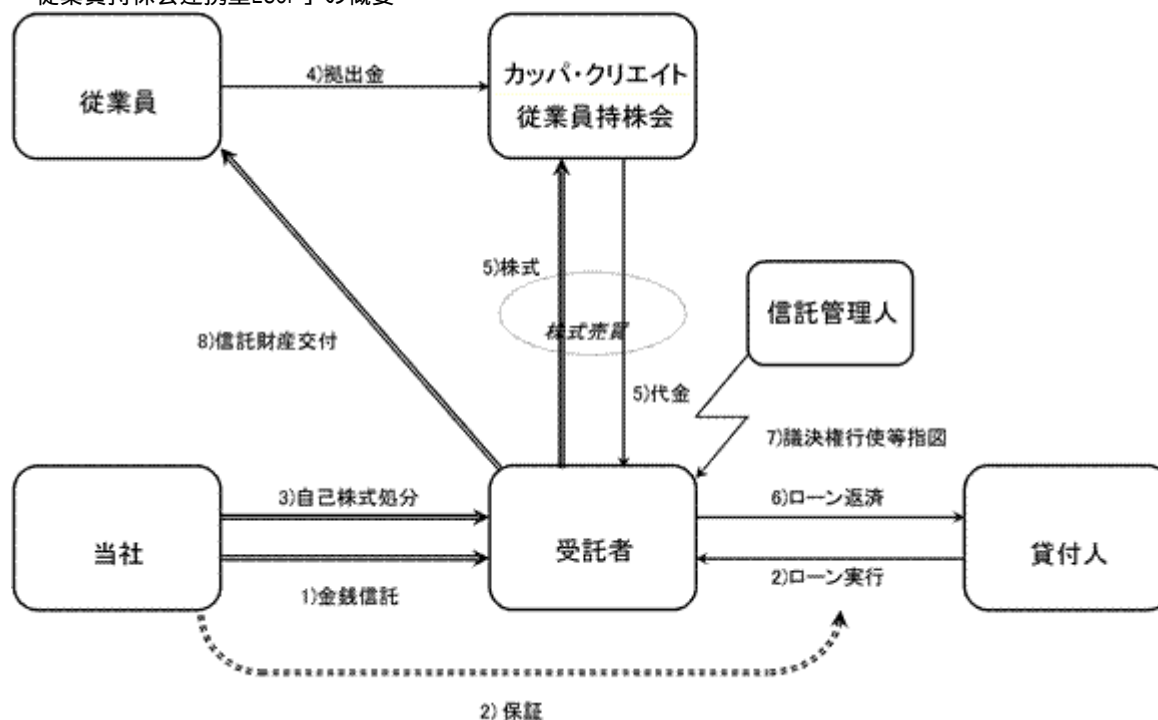 従業員持株会連携型ESOP」の概要
従業員
4)拠出金
カッパ・クリエイト
従業員持株会
5)株式
株式売買
信託管理人
8)信託財産交付
5)代金
7)議決権行使等指図
3)自己株式処分
6)ローン返済
当社
受託者
貸付人
1)金銭信託
2)ローン実行
2)保証